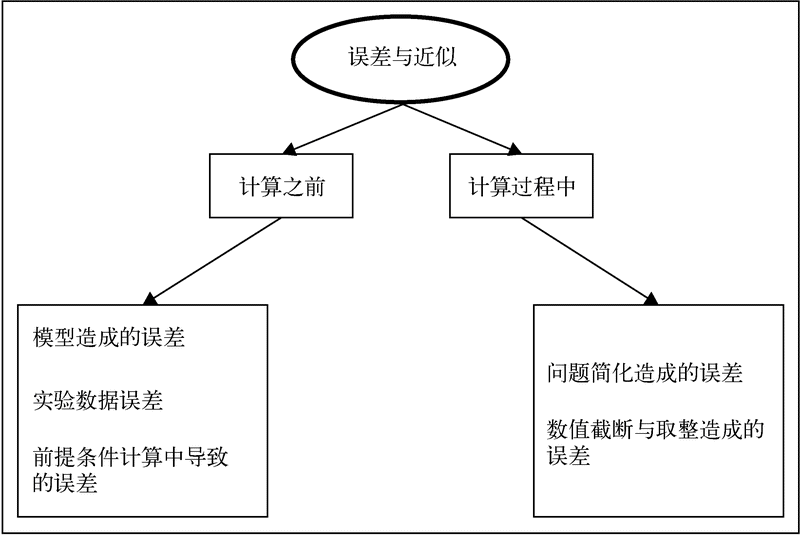 误差与近似
计算之前
计算过程中
模型造成的误差
实验数据误差
前提条件计算中导致
的误差
问题简化造成的误差
数值截断与取整造成的
误差